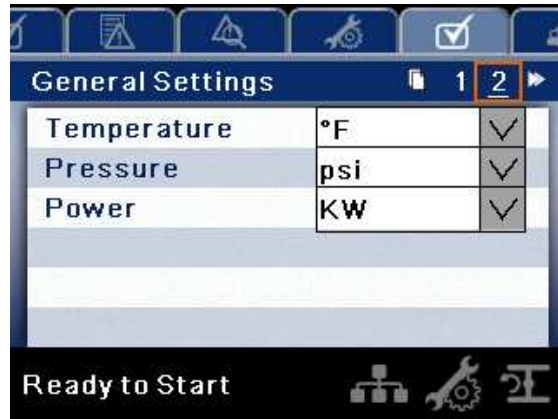 General Settings 1 2
Temperature °F
Pressure psi
Power KW
Ready to Start